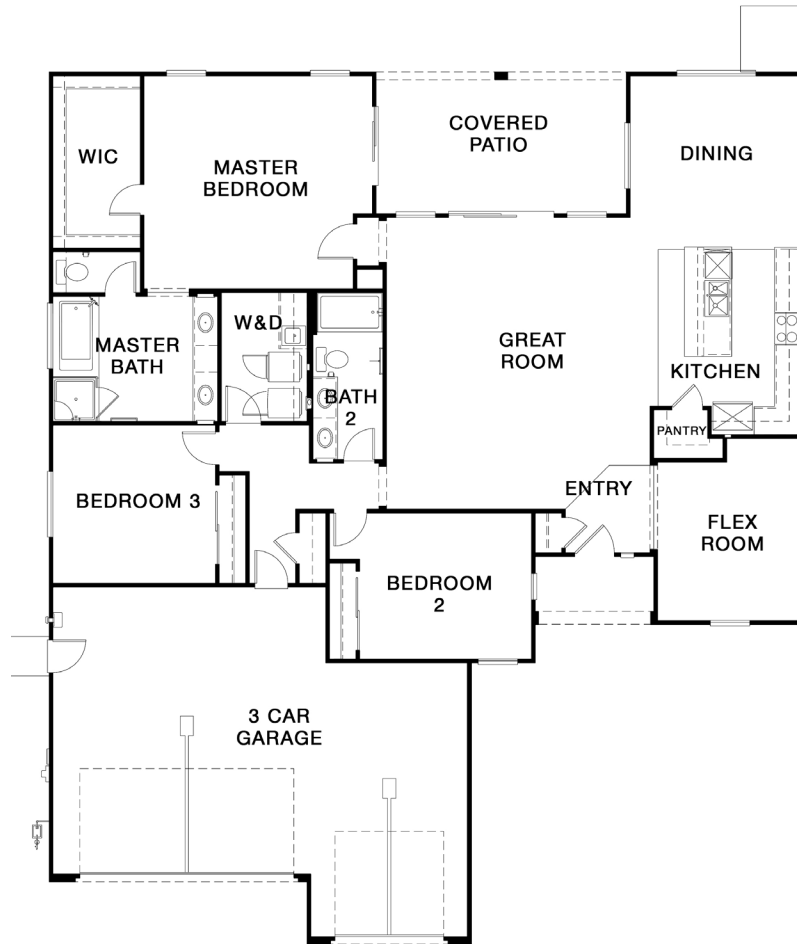 COVERED
PATIO
WIC
MASTER
BEDROOM
DINING
W&D
MASTER
BATH
GREAT
ROOM
KITCHEN
BATH
2
PANTRY
BEDROOM 3
ENTRY
FLEX
ROOM
BEDROOM
2
3 CAR
GARAGE